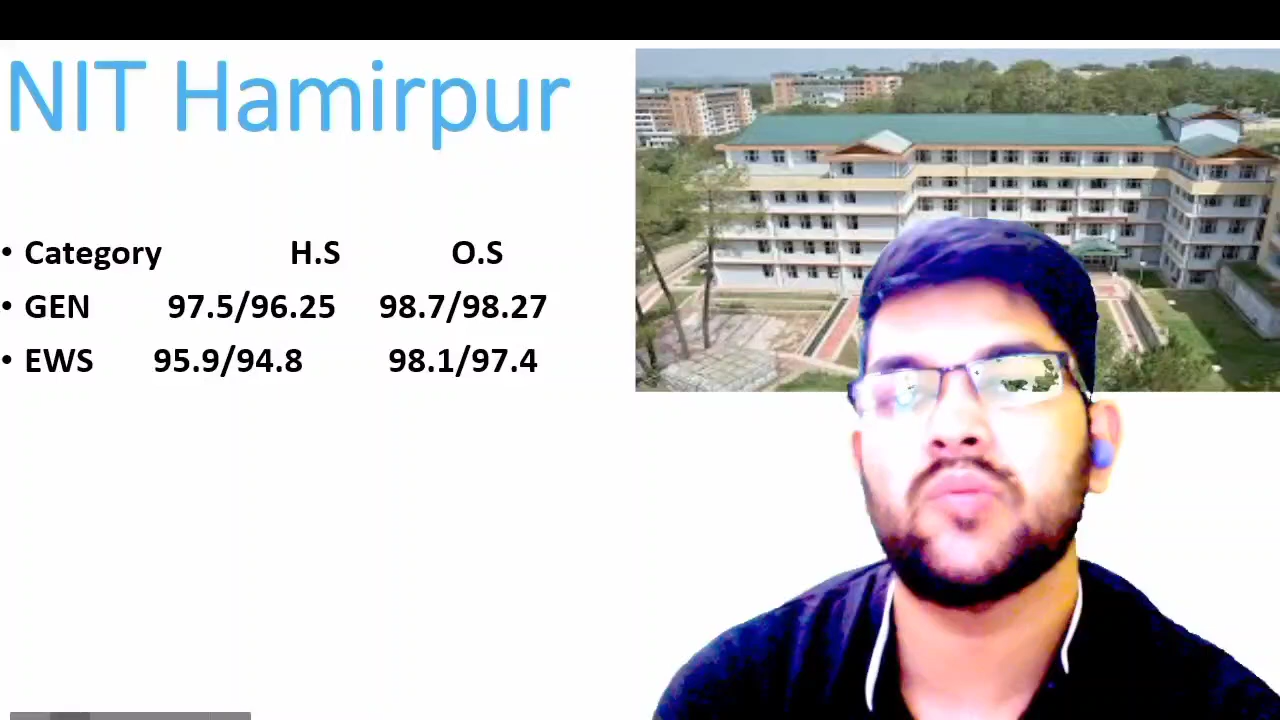 NIT Hamirpur
• Category H.S O.S
• GEN 97.5/96.25 98.7/98.27
• EWS 95.9/94.8 98.1/97.4